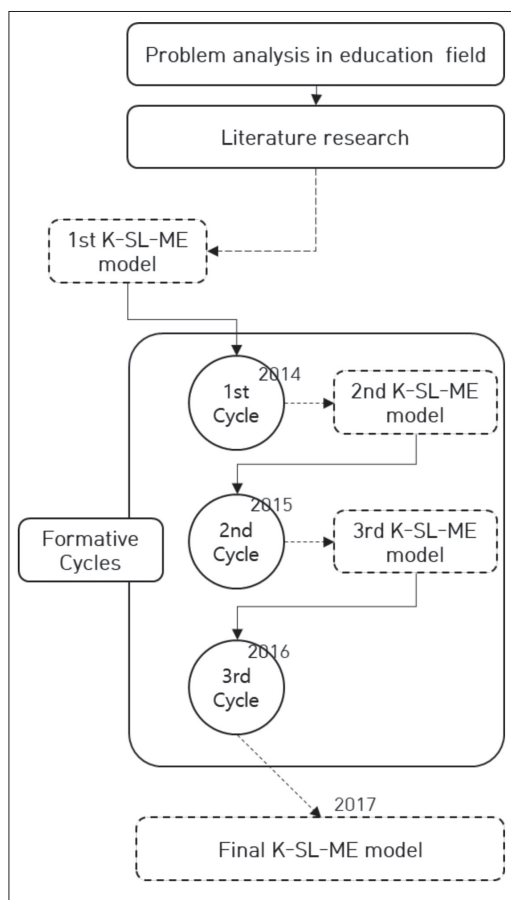 Problem analysis in education field
Literature research
1st K-SL-ME
model
2014
1st
Cycle
2nd K-SL-ME
model
2015
2nd
Cycle
3rd K-SL-ME
model
Formative
Cycles
2016
3rd
Cycle
2017
Final K-SL-ME model